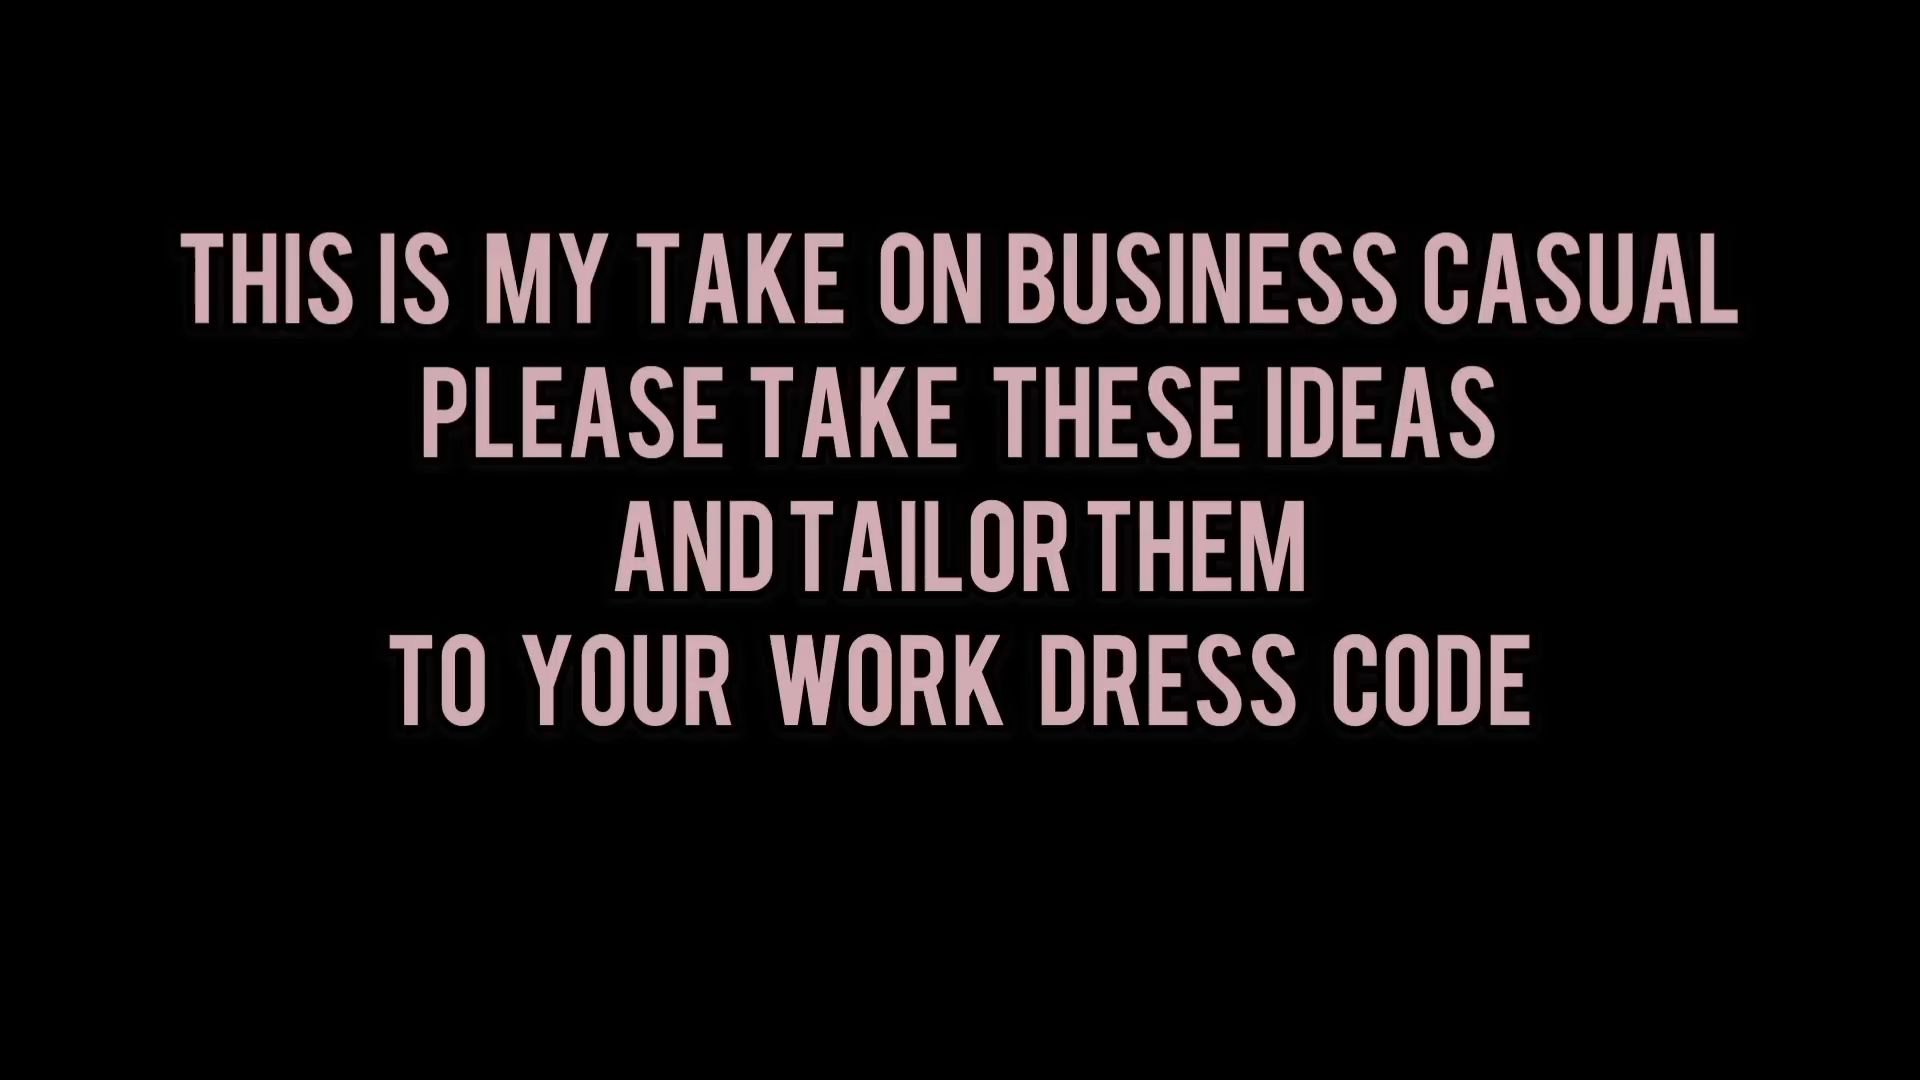 THIS IS MY TAKE ON BUSINESS CASUAL
PLEASE TAKE THESE IDEAS
AND TAILOR THEM
TO YOUR WORK DRESS CODE